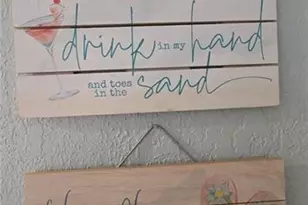 drink in my hand
and toes
in the sand